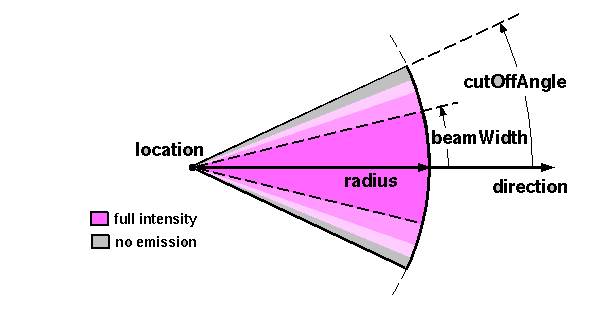 cutOffAngle
beamWidth
location
radius
direction
full intensity
no emission